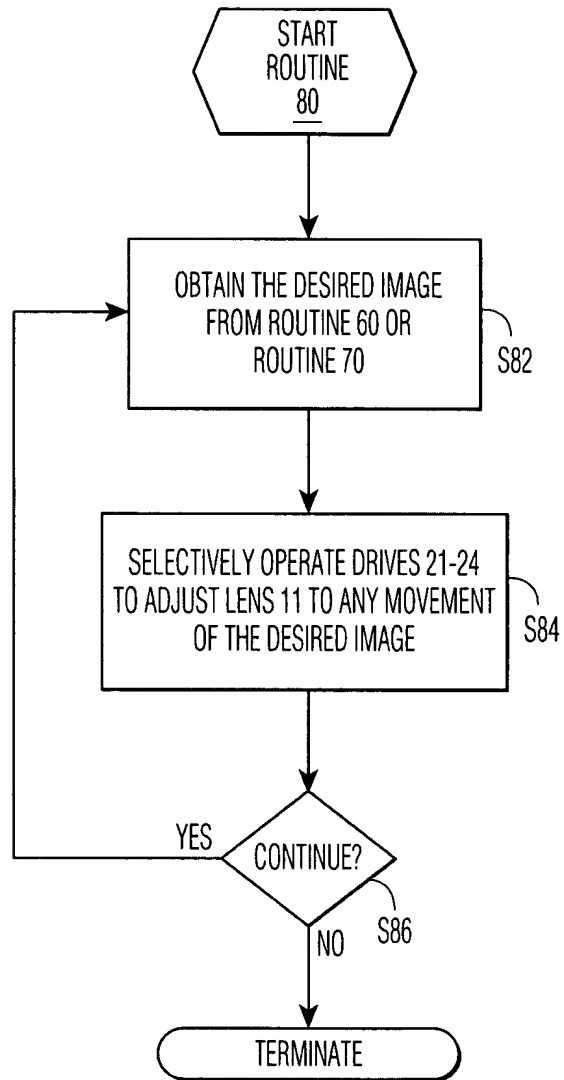 START
ROUTINE
80
OBTAIN THE DESIRED IMAGE
FROM ROUTINE 60 OR
ROUTINE 70
S82
SELECTIVELY OPERATE DRIVES 21-24
TO ADJUST LENS 11 TO ANY MOVEMENT
OF THE DESIRED IMAGE
S84
YES
CONTINUE?
S86
NO
TERMINATE